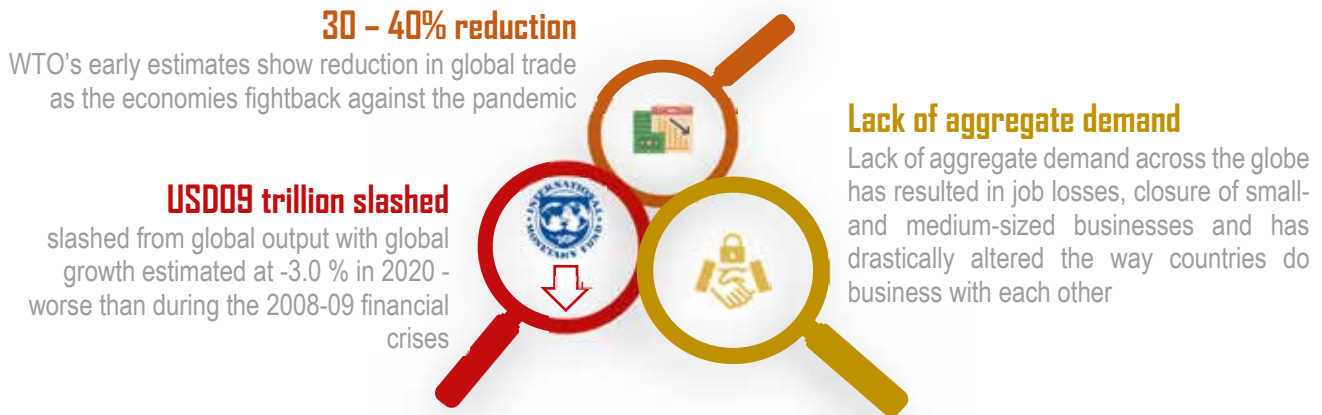 30 – 40% reduction
WTO's early estimates show reduction in global trade
as the economies fightback against the pandemic
USD09 trillion slashed
slashed from global output with global
growth estimated at -3.0 % in 2020 -
worse than during the 2008-09 financial
crises
INTERNATIONAL
MONETARY FUND
Lack of aggregate demand
Lack of aggregate demand across the globe
has resulted in job losses, closure of small-
and medium-sized businesses and has
drastically altered the way countries do
business with each other